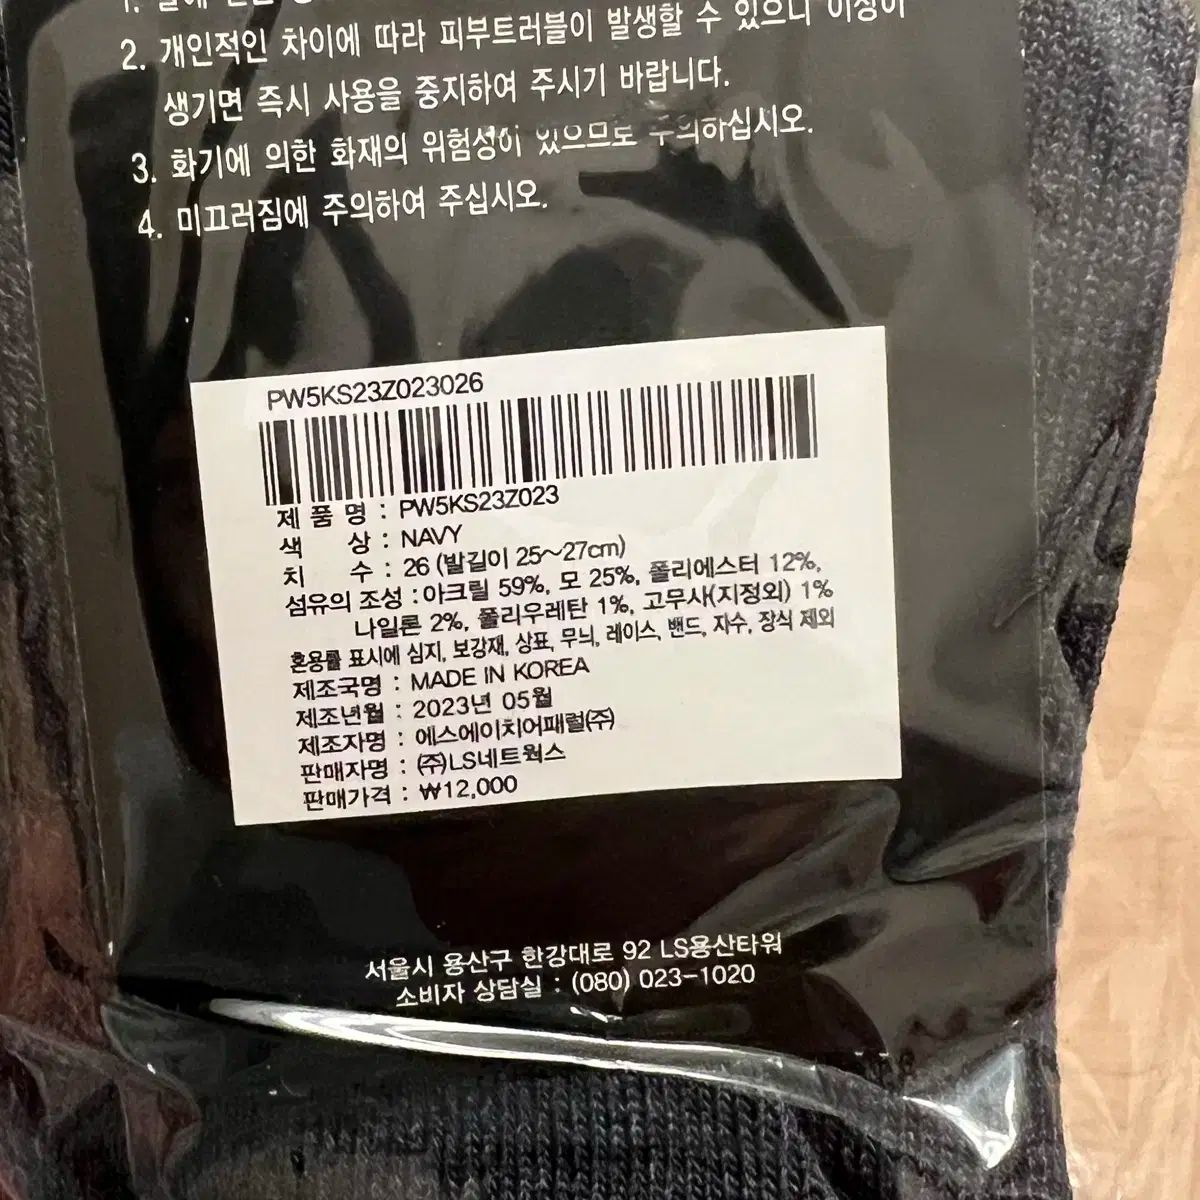 2. 개인적인 차이에 따라 피부트러블이 발생할 수 있으니 이상이
생기면 즉시 사용을 중지하여 주시기 바랍니다.
3. 화기에 의한 화재의 위험성이 있으므로 주의하십시오.
4. 미끄러짐에 주의하여 주십시오.
PW5KS23Z023026
제 품 명 : PW5KS23Z023
색 상 : NAVY
치 수 : 26 (발길이 25~27cm)
섬유의 조성 : 아크릴 59%, 모 25%, 폴리에스터 12%,
나일론 2%, 폴리우레탄 1%, 고무사(지정외) 1%
혼용률 표시에 심지, 보강재, 상표, 무늬, 레이스, 밴드, 자수, 장식 제외
제조국명 : MADE IN KOREA
제조년월 : 2023년 05월
제조자명 : 에스에이치어패럴(주)
판매자명 : (주)LS네트웍스
판매가격 : ₩12,000
서울시 용산구 한강대로 92 LS용산타워
소비자 상담실 : (080) 023-1020